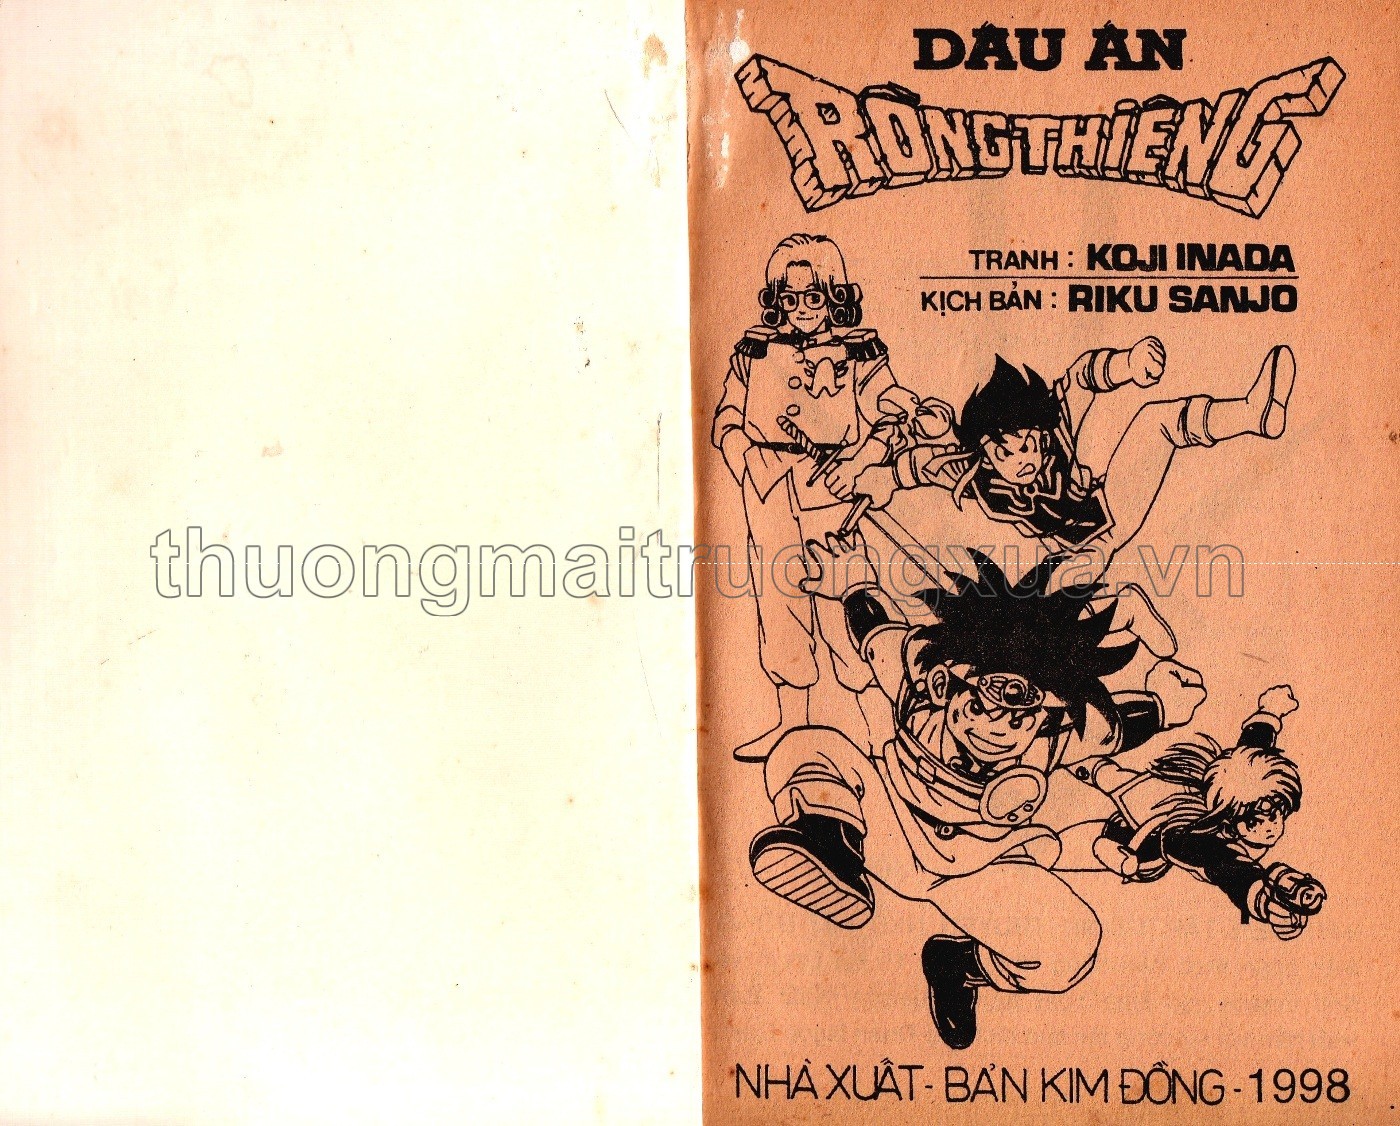 DẤU ẤN
RỒNG THIÊNG
TRANH : KOJI INADA
KỊCH BẢN : RIKU SANJO
thuongmaitruongxua.vn
NHÀ XUẤT - BẢN KIM ĐỒNG - 1998